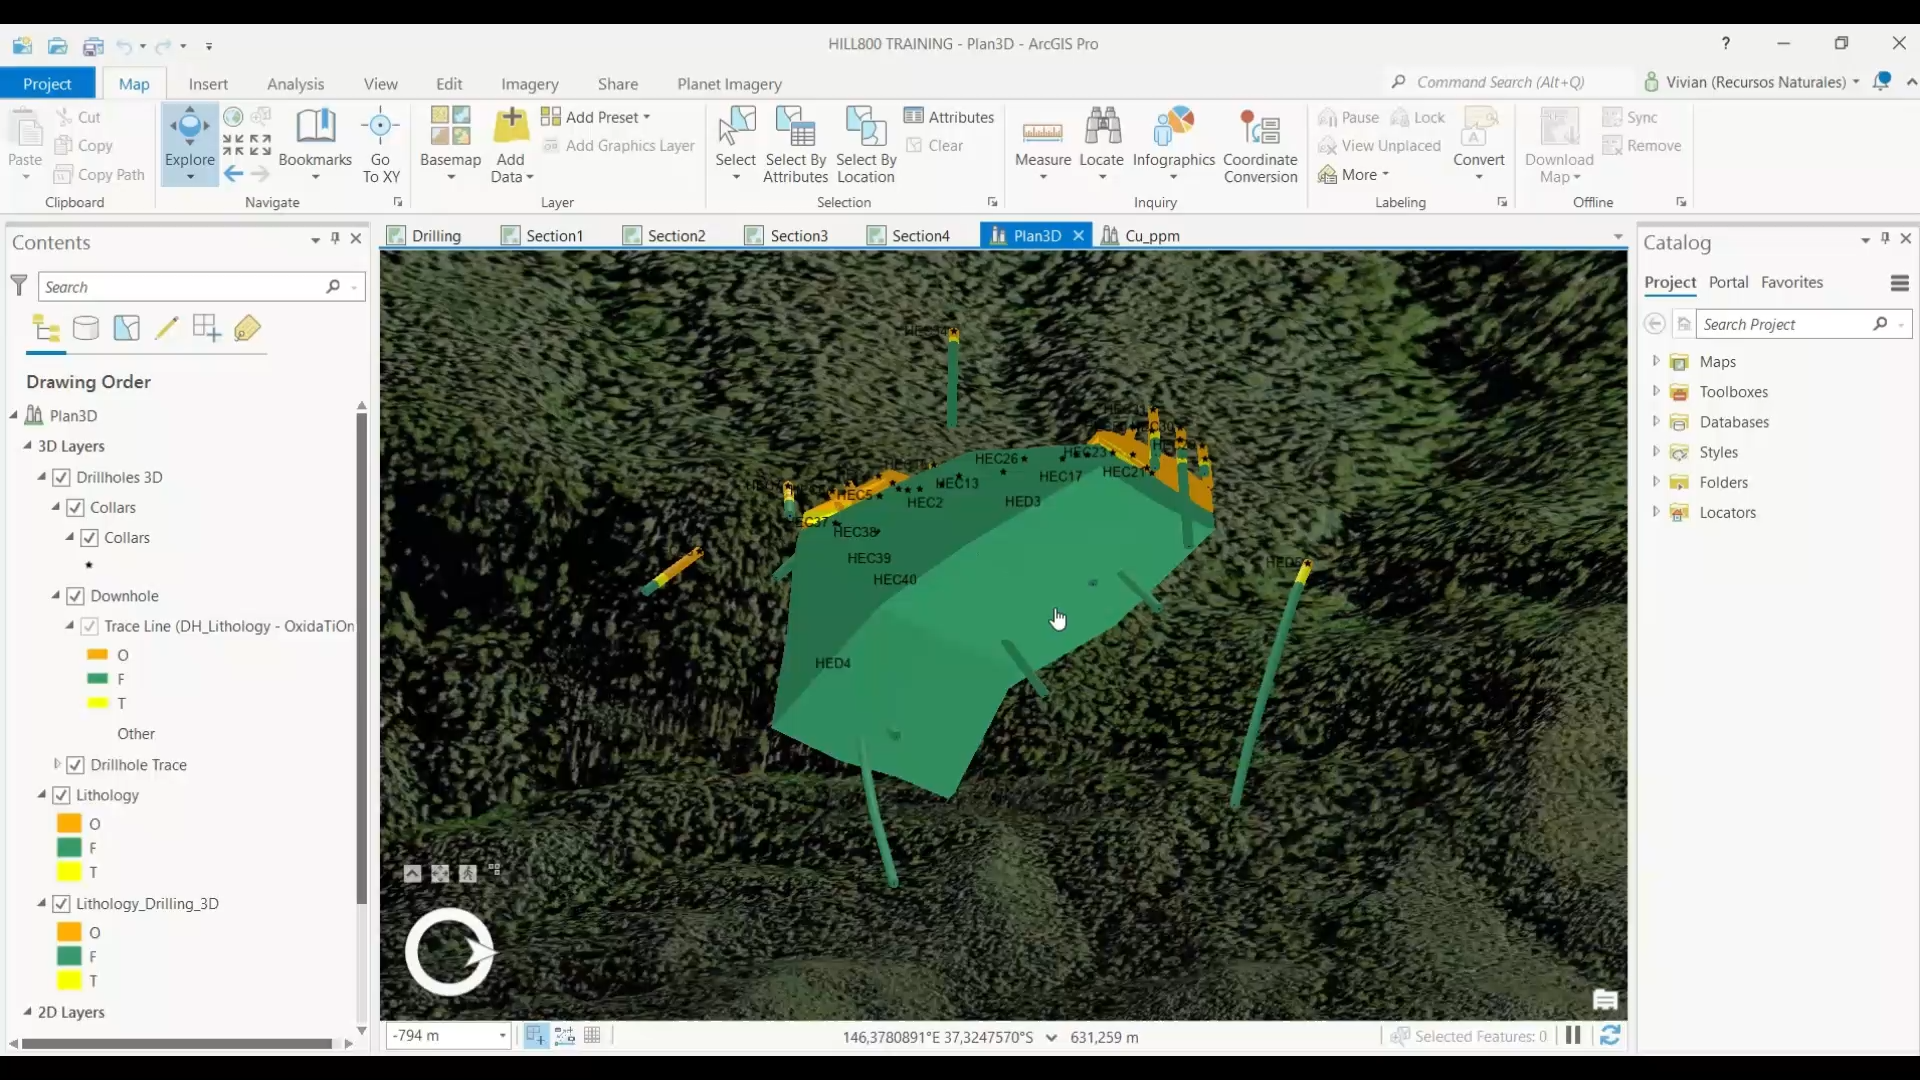 HILL800 TRAINING - Plan3D - ArcGIS Pro
?
Project Map Insert Analysis View Edit Imagery Share Planet Imagery
Command Search (Alt+Q)
Vivian (Recursos Naturales)
Paste
Cut
Copy
Copy Path
Clipboard
Explore
Bookmarks
Go To XY
Navigate
Basemap
Add Data
Add Preset
Add Graphics Layer
Layer
Select
Select By Attributes
Select By Location
Attributes
Clear
Selection
Measure
Locate
Infographics
Coordinate Conversion
Inquiry
Pause
Lock
View Unplaced
More
Convert
Labeling
Download Map
Sync
Remove
Offline
Contents
Search
Drawing Order
Plan3D
3D Layers
Drillholes 3D
Collars
Collars
Downhole
Trace Line (DH_Lithology - OxidaTiOn
O
F
T
Other
Drillhole Trace
Lithology
O
F
T
Lithology_Drilling_3D
O
F
T
2D Layers
Drilling Section1 Section2 Section3 Section4 Plan3D Cu_ppm
HEC26
HEC23
HEC17
HEC21
HEC13
HEC5
HEC2
HED3
HEC37
HEC38
HEC39
HEC40
HED4
-794 m
146,3780891°E 37,3247570°S
631,259 m
Selected Features: 0
Catalog
Project Portal Favorites
Search Project
Maps
Toolboxes
Databases
Styles
Folders
Locators